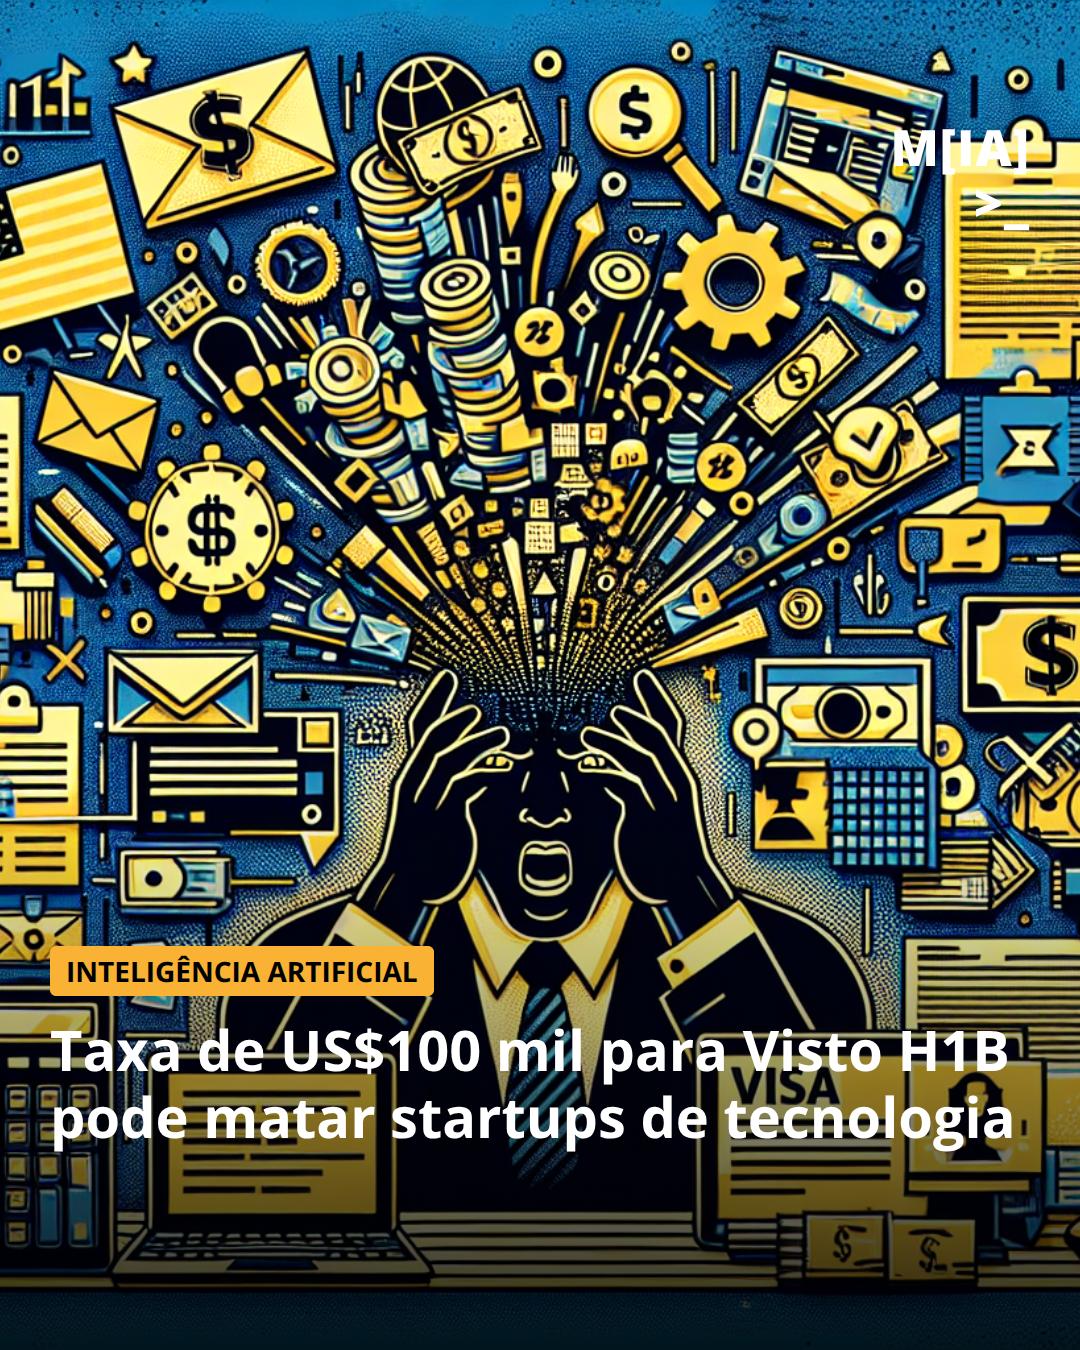 M[IA]
>_
INTELIGÊNCIA ARTIFICIAL
Taxa de US$100 mil para Visto H1B
VISA
pode matar startups de tecnologia